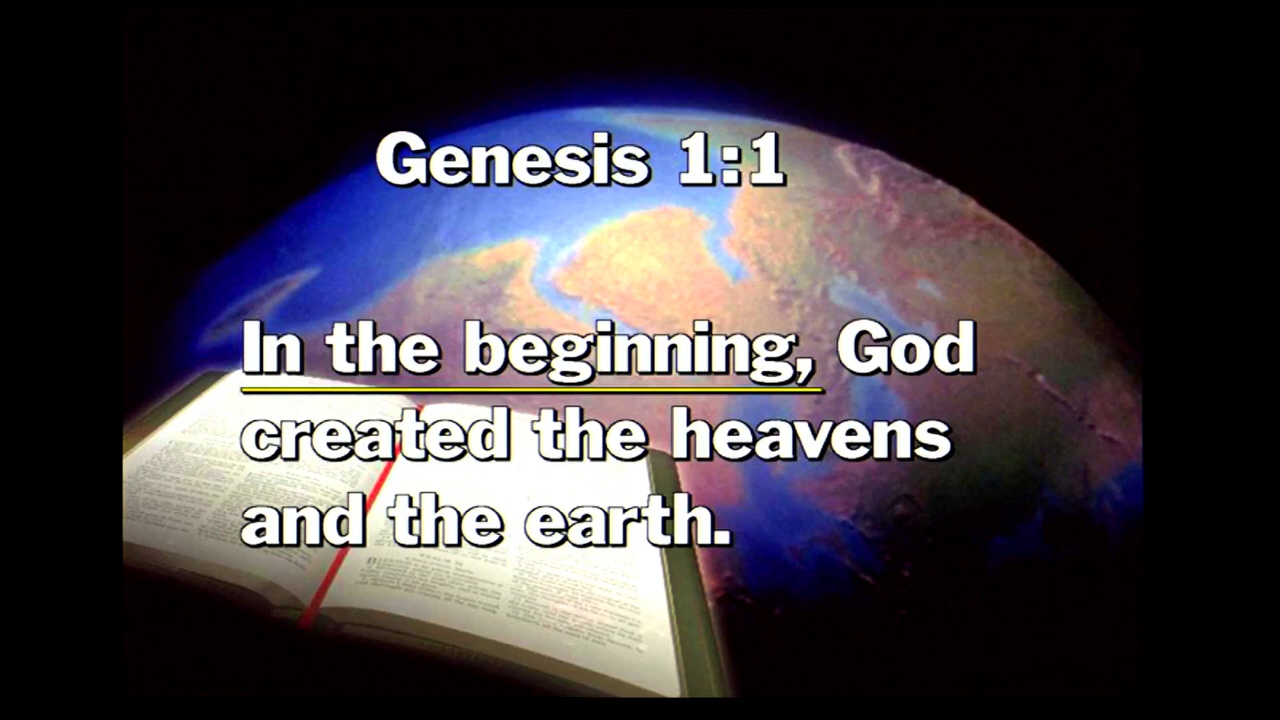 Genesis 1:1
In the beginning, God
created the heavens
and the earth.